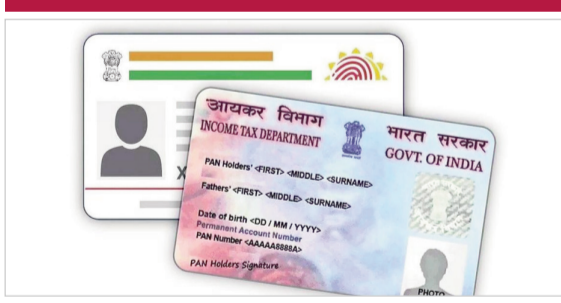 X
आयकर विभाग
INCOME TAX DEPARTMENT
भारत सरकार
GOVT. OF INDIA
PAN Holders' <FIRST> <MIDDLE> <SURNAME>
Fathers' <FIRST> <MIDDLE> <SURNAME>
Date of birth <DD / MM / YYYY>
Permanent Account Number
PAN Number <AAAAA8888A>
PAN Holders Signature
PHOTO